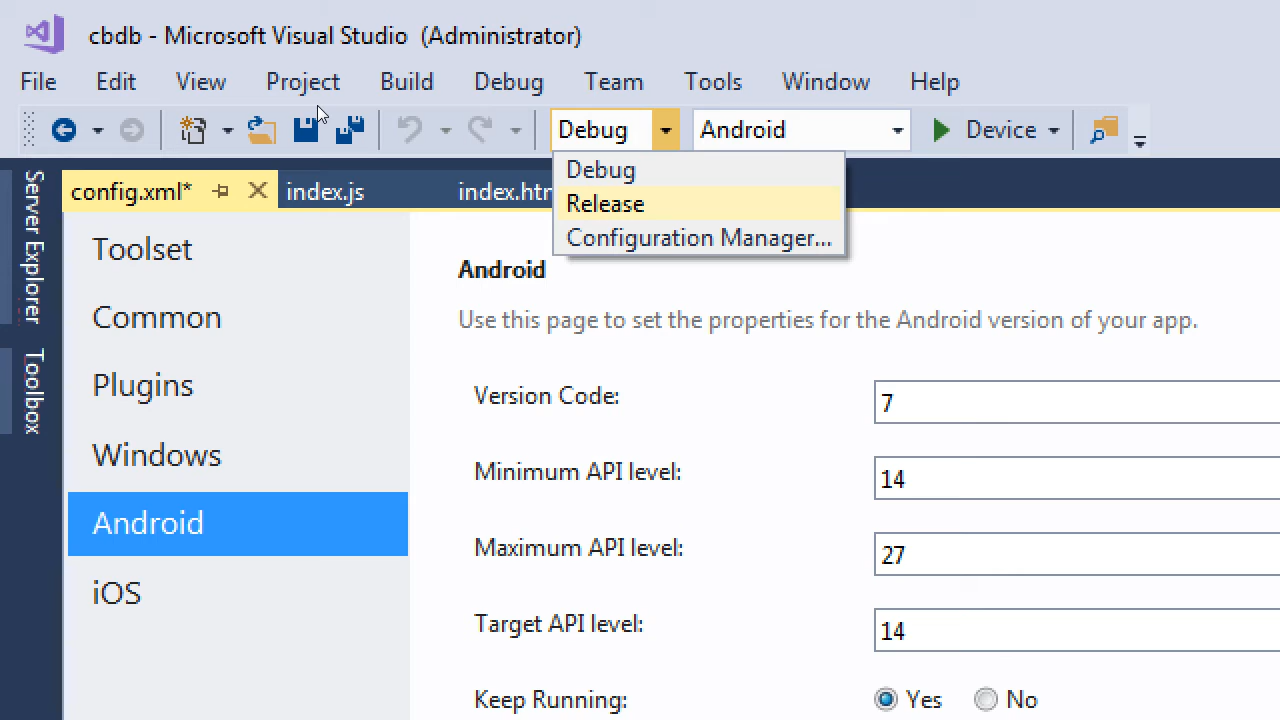 cbdb - Microsoft Visual Studio (Administrator)
File Edit View Project Build Debug Team Tools Window Help
Debug Android Device
Debug
Release
Configuration Manager...
config.xml* index.js index.htm
Server Explorer
Toolbox
Toolset
Common
Plugins
Windows
Android
iOS
Android
Use this page to set the properties for the Android version of your app.
Version Code: 7
Minimum API level: 14
Maximum API level: 27
Target API level: 14
Keep Running: Yes No